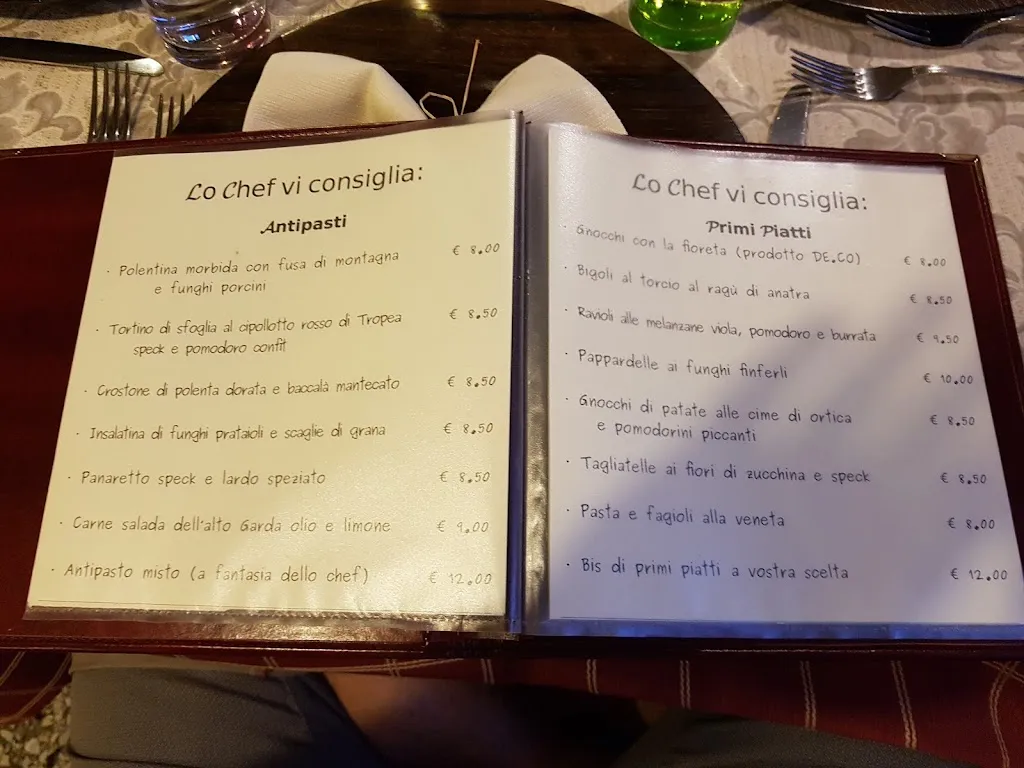 Lo Chef vi consiglia:
Antipasti
· Polentina morbida con fusa di montagna € 8.00
e funghi porcini
· Tortino di sfoglia al cipollotto rosso di Tropea € 8.50
speck e pomodoro confit
· Crostone di polenta dorata e baccalà mantecato € 8.50
· Insalatina di funghi prataioli e scaglie di grana € 8.50
· Panaretto speck e lardo speziato € 8.50
· Carne salada dell'alto Garda olio e limone € 9.00
· Antipasto misto (a fantasia dello chef) € 12.00
Lo Chef vi consiglia:
Primi Piatti
· Gnocchi con la fioreta (prodotto DE.CO) € 8.00
· Bigoli al torcio al ragù di anatra € 8.50
· Ravioli alle melanzane viola, pomodoro e burrata € 9.50
· Pappardelle ai funghi finferli € 10.00
· Gnocchi di patate alle cime di ortica € 8.50
e pomodorini piccanti
· Tagliatelle ai fiori di zucchina e speck € 8.50
· Pasta e fagioli alla veneta € 8.00
· Bis di primi piatti a vostra scelta € 12.00